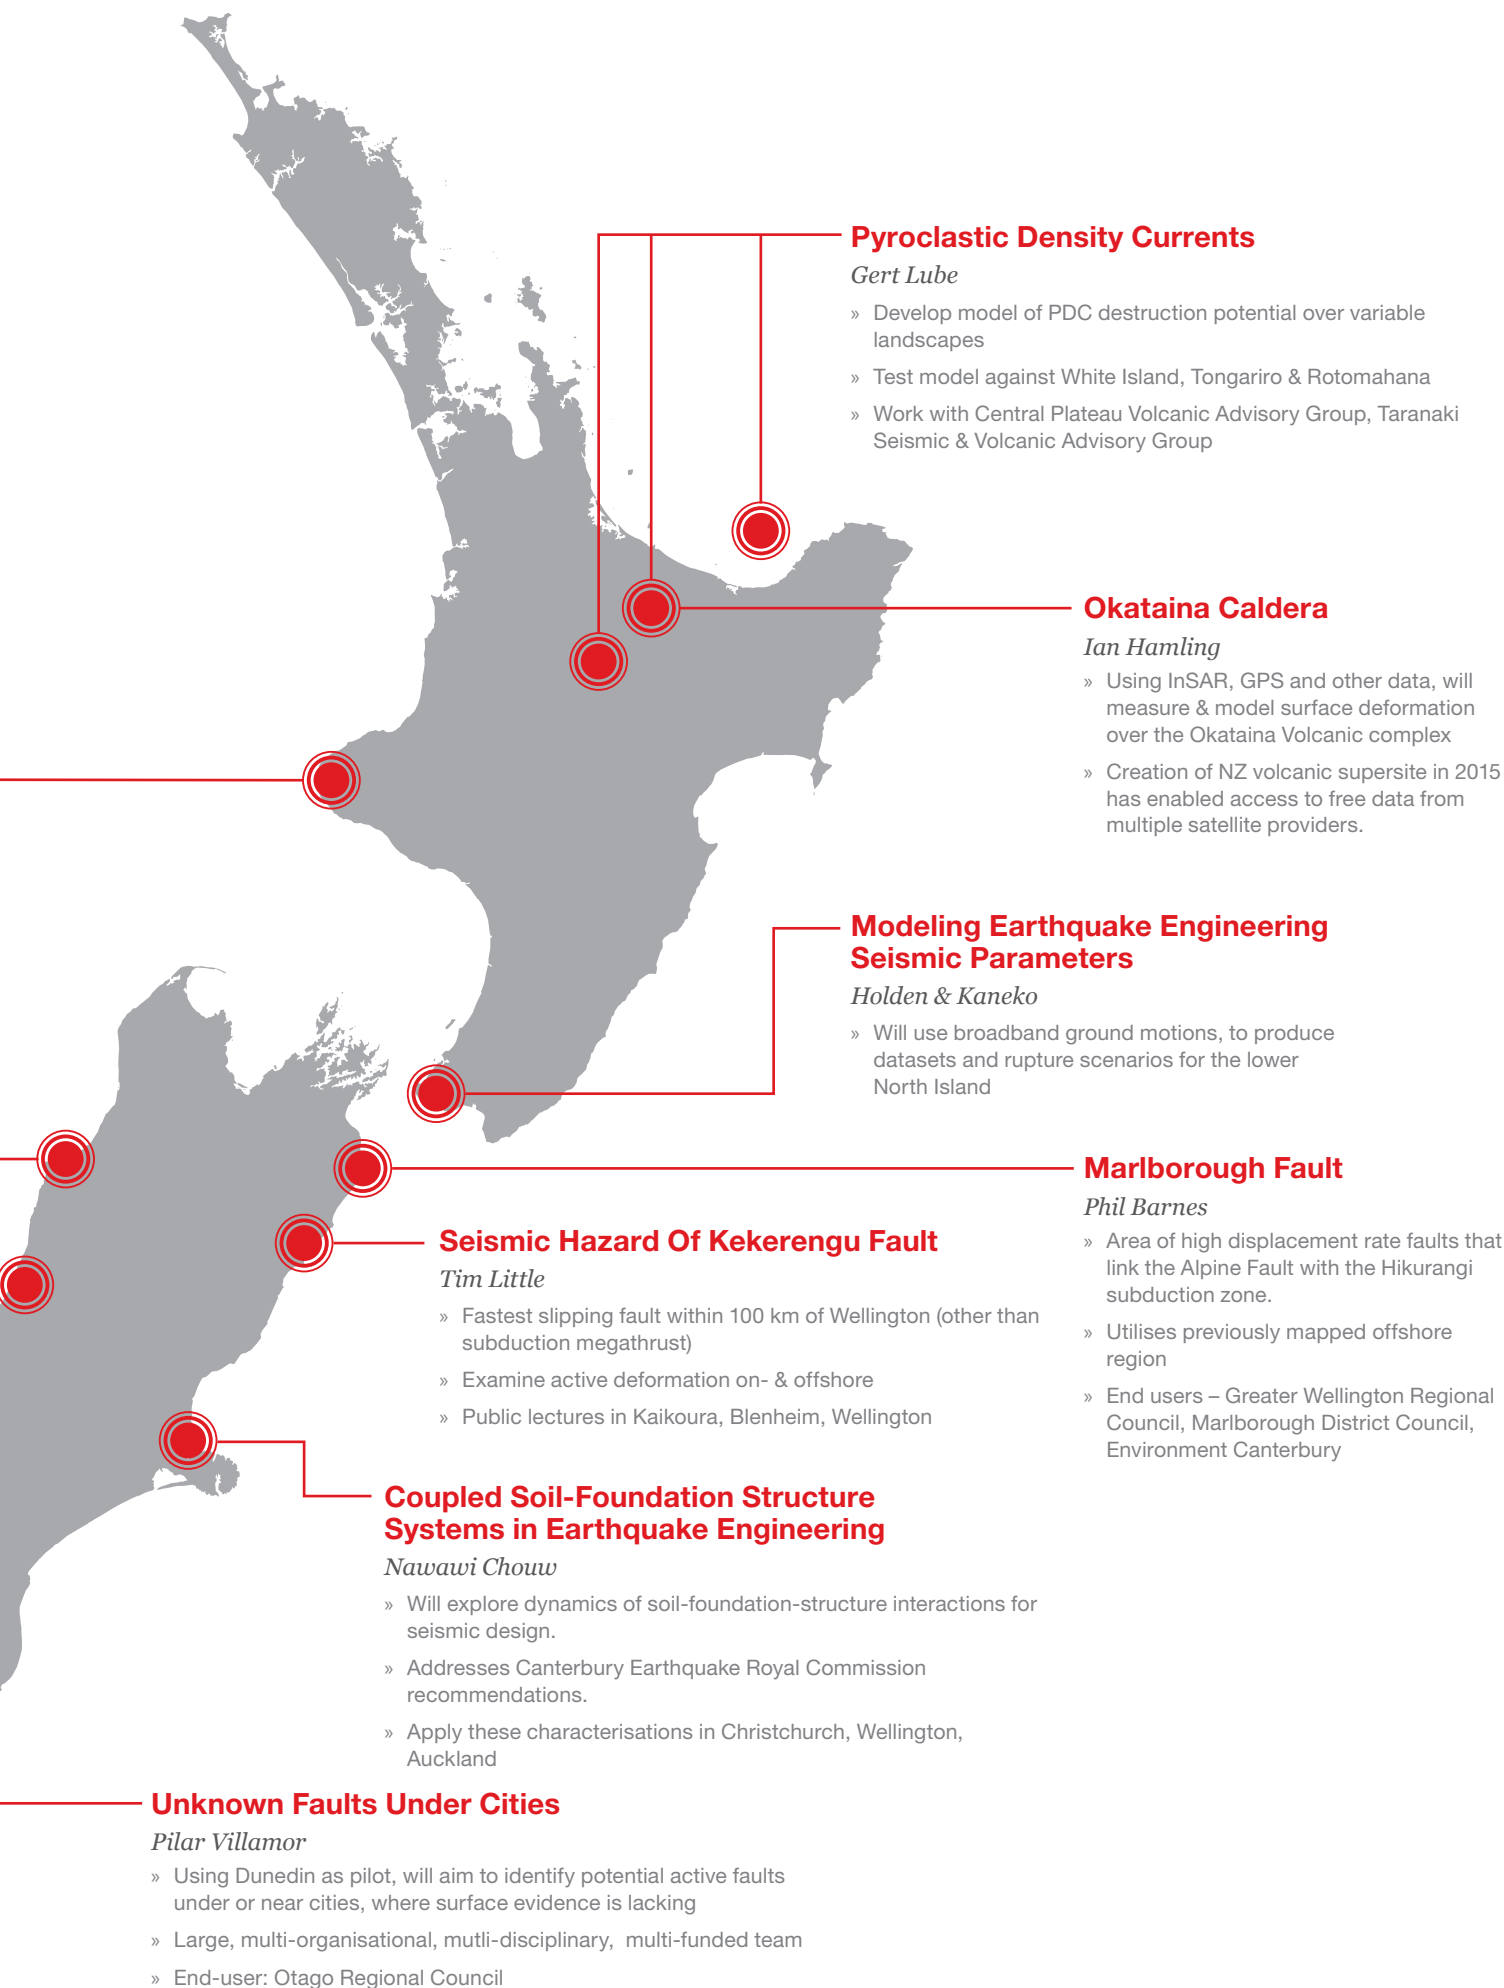 Pyroclastic Density Currents
Gert Lube
» Develop model of PDC destruction potential over variable
landscapes
» Test model against White Island, Tongariro & Rotomahana
» Work with Central Plateau Volcanic Advisory Group, Taranaki
Seismic & Volcanic Advisory Group
Okataina Caldera
Ian Hamling
» Using InSAR, GPS and other data, will
measure & model surface deformation
over the Okataina Volcanic complex
» Creation of NZ volcanic supersite in 2015
has enabled access to free data from
multiple satellite providers.
Modeling Earthquake Engineering
Seismic Parameters
Holden & Kaneko
» Will use broadband ground motions, to produce
datasets and rupture scenarios for the lower
North Island
Marlborough Fault
Phil Barnes
» Area of high displacement rate faults that
link the Alpine Fault with the Hikurangi
subduction zone.
» Utilises previously mapped offshore
region
» End users – Greater Wellington Regional
Council, Marlborough District Council,
Environment Canterbury
Seismic Hazard Of Kekerengu Fault
Tim Little
» Fastest slipping fault within 100 km of Wellington (other than
subduction megathrust)
» Examine active deformation on- & offshore
» Public lectures in Kaikoura, Blenheim, Wellington
Coupled Soil-Foundation Structure
Systems in Earthquake Engineering
Nawawi Chouw
» Will explore dynamics of soil-foundation-structure interactions for
seismic design.
» Addresses Canterbury Earthquake Royal Commission
recommendations.
» Apply these characterisations in Christchurch, Wellington,
Auckland
Unknown Faults Under Cities
Pilar Villamor
» Using Dunedin as pilot, will aim to identify potential active faults
under or near cities, where surface evidence is lacking
» Large, multi-organisational, mutli-disciplinary, multi-funded team
» End-user: Otago Regional Council